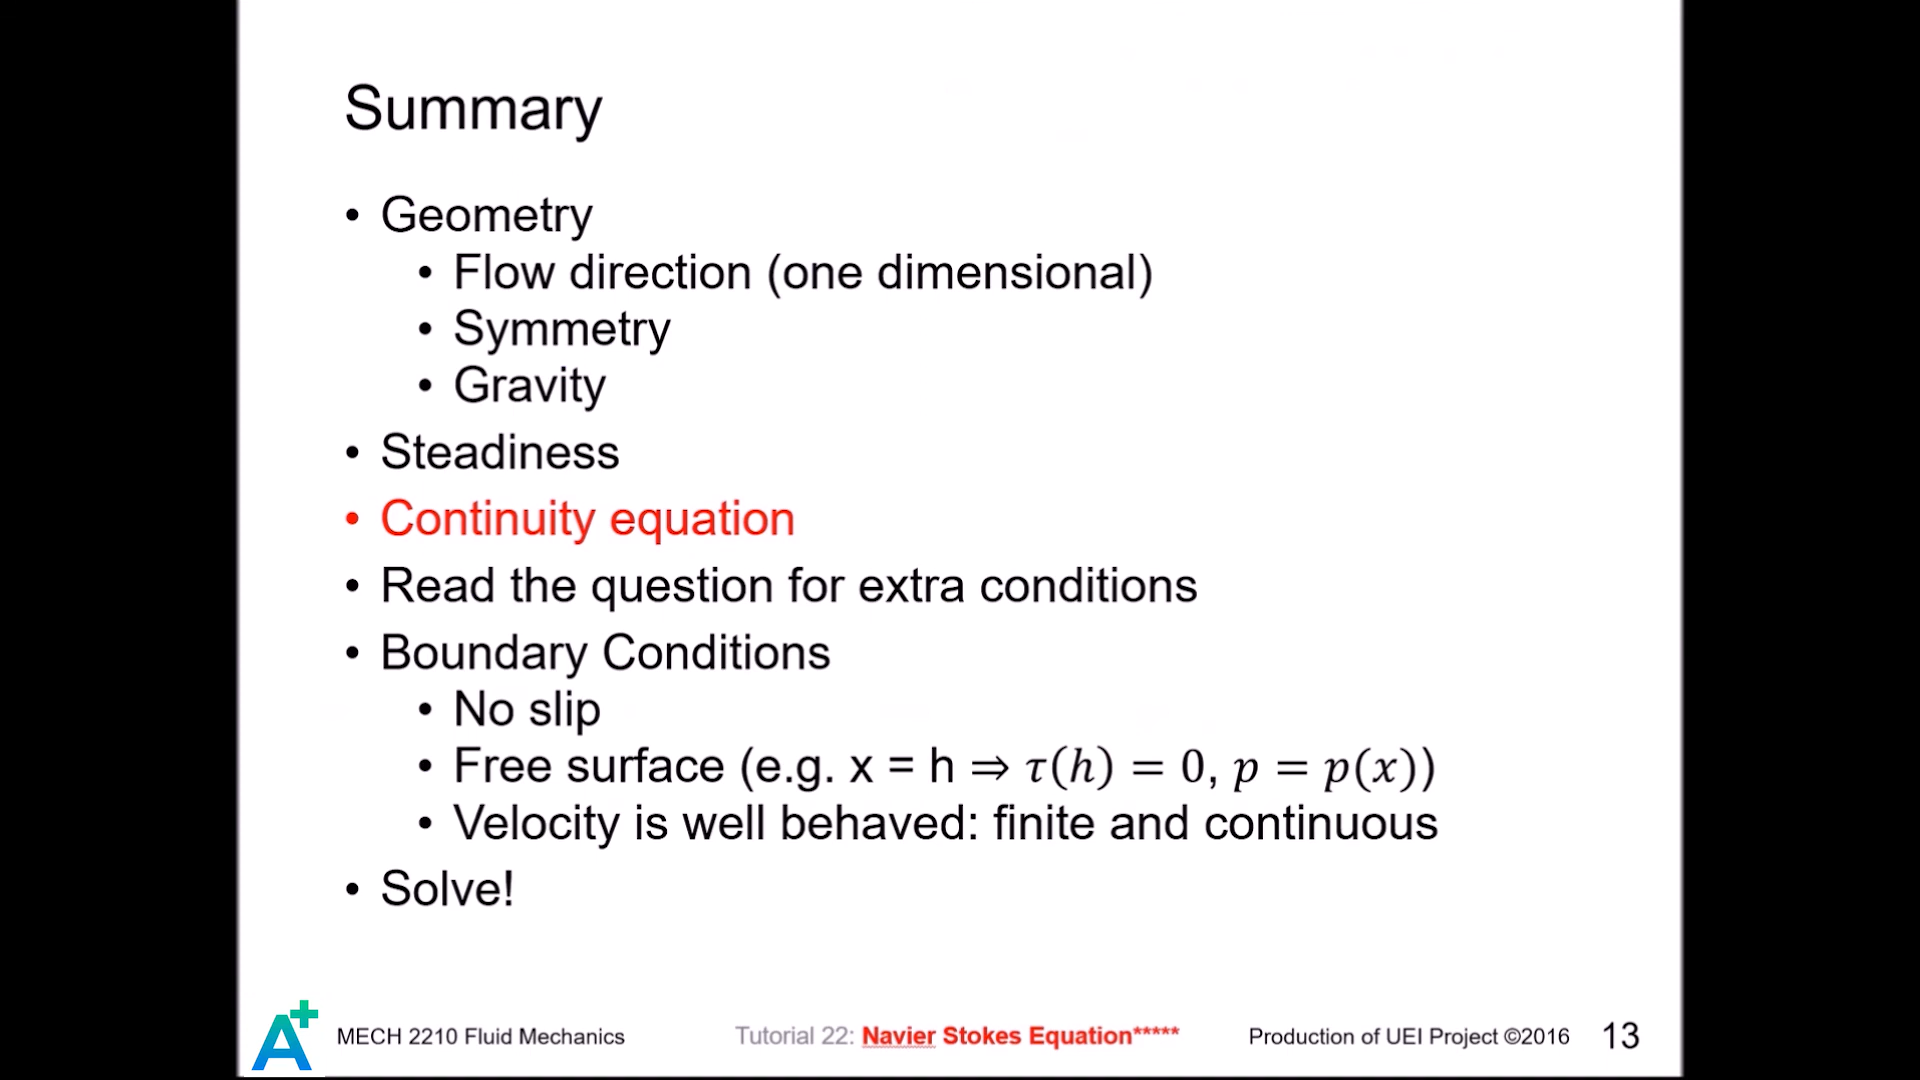 Summary
• Geometry
• Flow direction (one dimensional)
• Symmetry
• Gravity
• Steadiness
• Continuity equation
• Read the question for extra conditions
• Boundary Conditions
• No slip
• Free surface (e.g. x = h ⇒ τ(h) = 0, p = p(x))
• Velocity is well behaved: finite and continuous
• Solve!
A+ MECH 2210 Fluid Mechanics Tutorial 22: Navier Stokes Equation***** Production of UEI Project ©2016 13